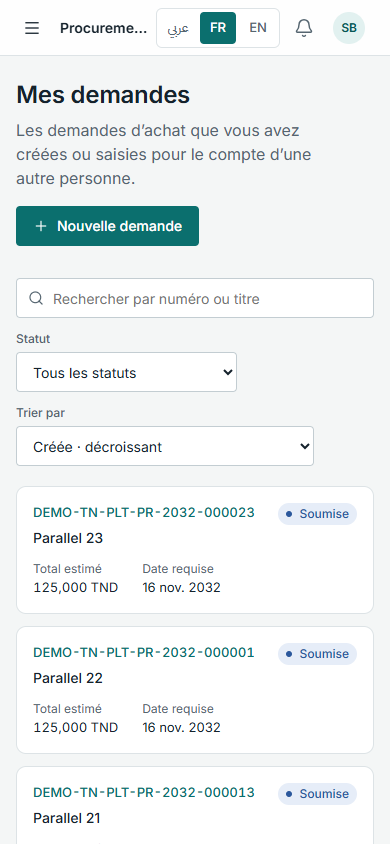 Procureme...
عربي
FR
EN
SB
Mes demandes
Les demandes d’achat que vous avez
créées ou saisies pour le compte d’une
autre personne.
Nouvelle demande
Rechercher par numéro ou titre
Statut
Tous les statuts
Trier par
Créée · décroissant
DEMO-TN-PLT-PR-2032-000023
Soumise
Parallel 23
Total estimé
Date requise
125,000 TND
16 nov. 2032
DEMO-TN-PLT-PR-2032-000001
Soumise
Parallel 22
Total estimé
Date requise
125,000 TND
16 nov. 2032
DEMO-TN-PLT-PR-2032-000013
Soumise
Parallel 21